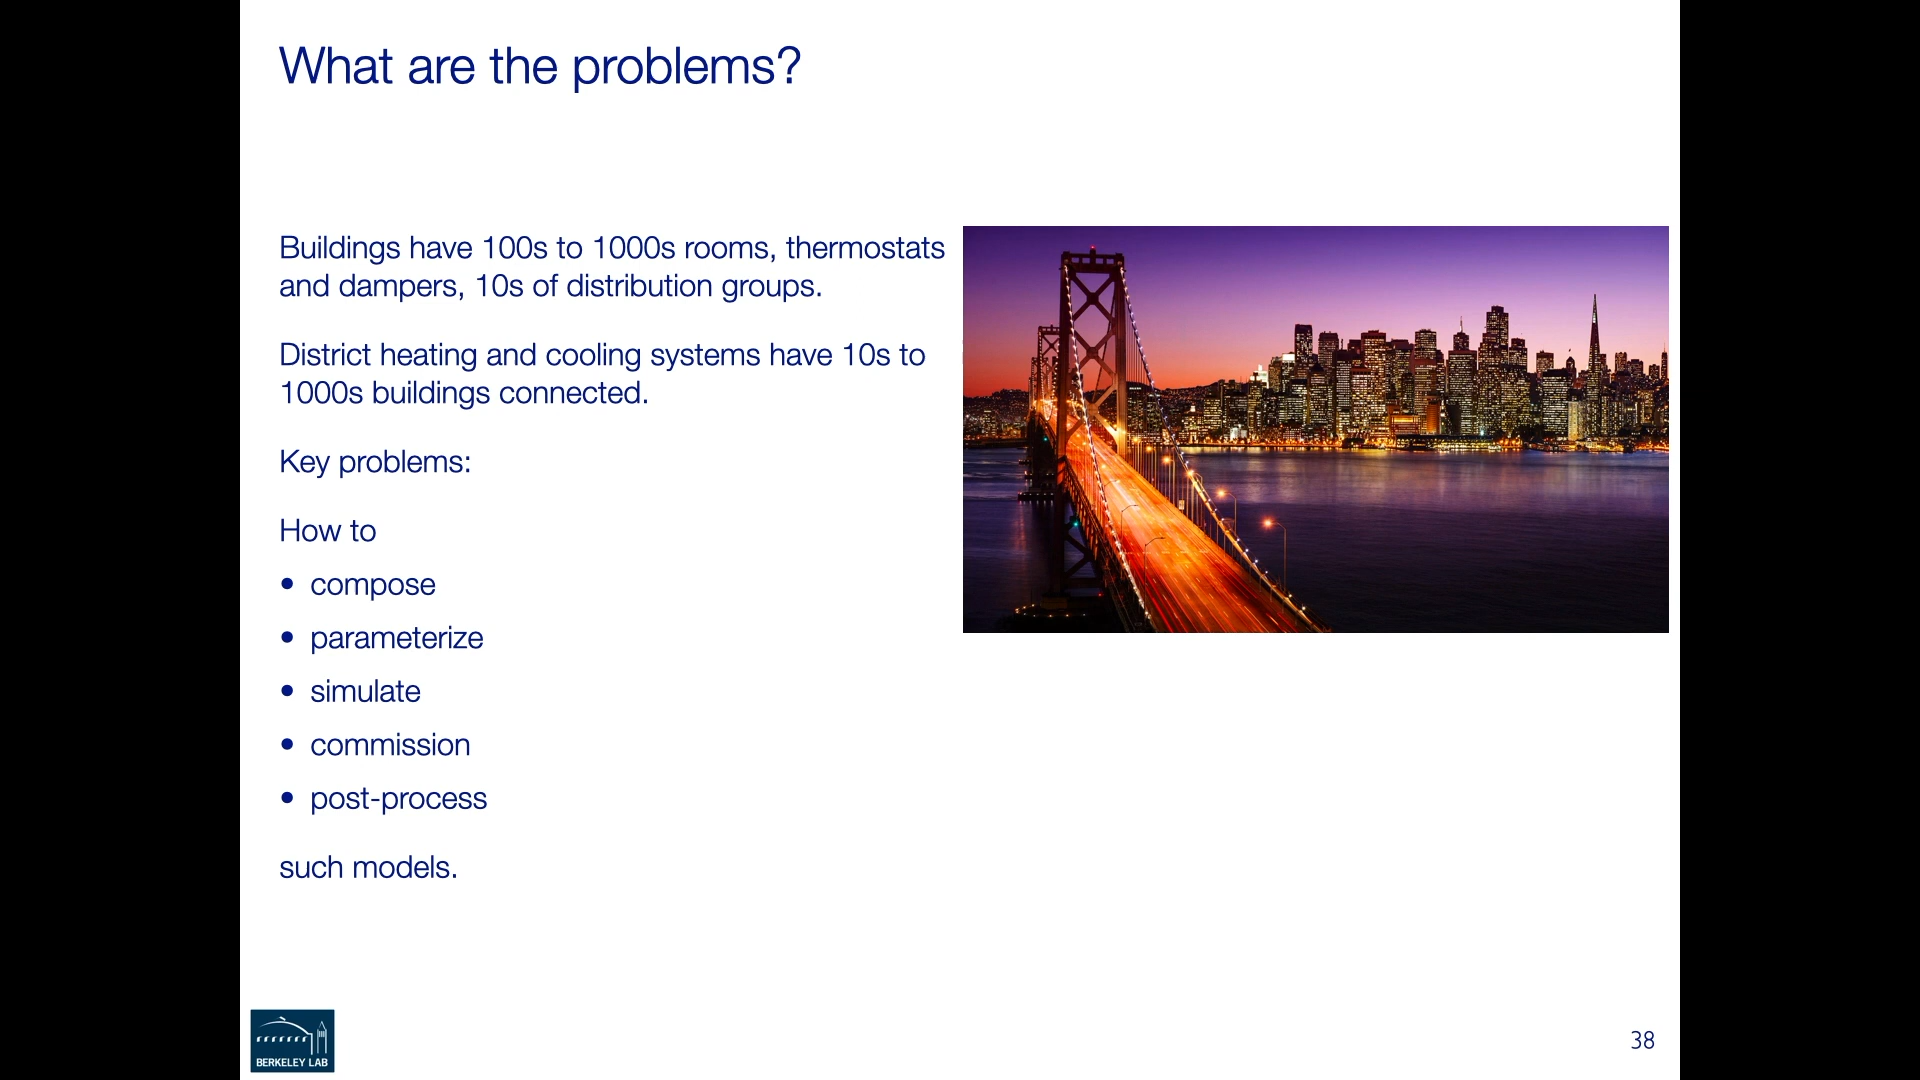 What are the problems?
Buildings have 100s to 1000s rooms, thermostats
and dampers, 10s of distribution groups.
District heating and cooling systems have 10s to
1000s buildings connected.
Key problems:
How to
• compose
• parameterize
• simulate
• commission
• post-process
such models.
BERKELEY LAB
38